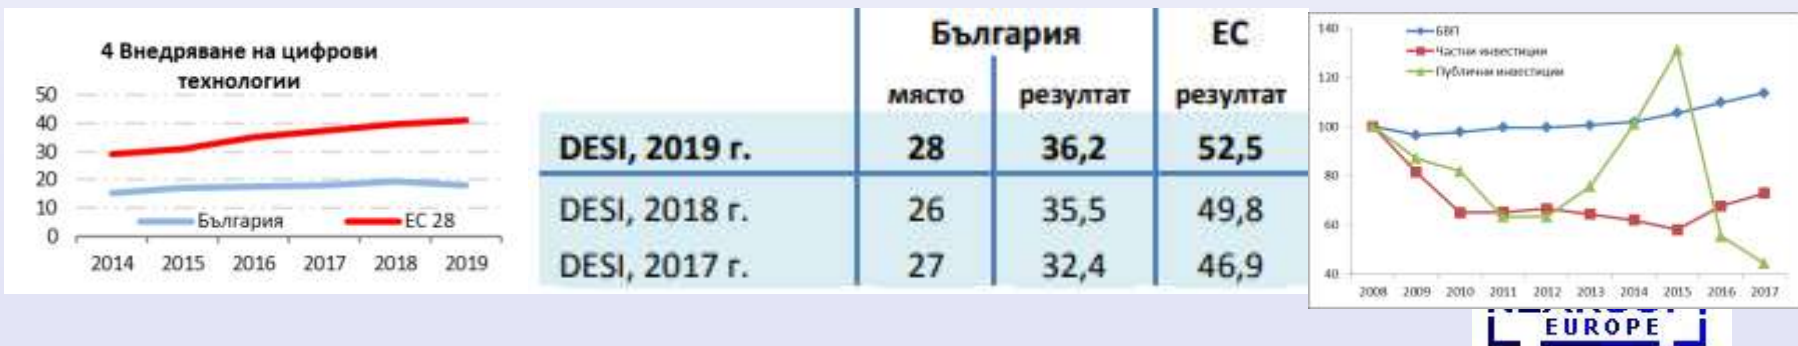 4 Внедряване на цифрови
технологии
50
40
30
20
10
0
България
ЕС 28
2014 2015 2016 2017 2018 2019
България ЕС
място резултат резултат
DESI, 2019 г. 28 36,2 52,5
DESI, 2018 г. 26 35,5 49,8
DESI, 2017 г. 27 32,4 46,9
140
120
100
80
60
40
БВП
Частни инвестиции
Публични инвестиции
2008 2009 2010 2011 2012 2013 2014 2015 2016 2017
EUROPE